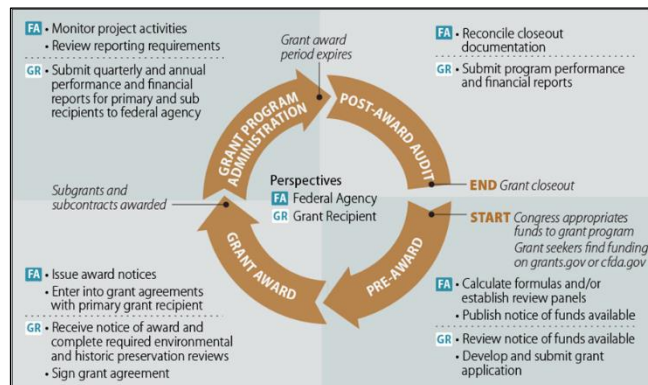 FA • Monitor project activities
• Review reporting requirements
GR • Submit quarterly and annual
performance and financial
reports for primary and sub
recipients to federal agency
Grant award
period expires
FA • Reconcile closeout
documentation
GR • Submit program performance
and financial reports
GRANT PROGRAM
ADMINISTRATION
POST-AWARD AUDIT
Perspectives
FA Federal Agency
GR Grant Recipient
Subgrants and
subcontracts awarded
END Grant closeout
START Congress appropriates
funds to grant program
Grant seekers find funding
on grants.gov or cfda.gov
GRANT AWARD
PRE-AWARD
FA • Issue award notices
• Enter into grant agreements
with primary grant recipient
GR • Receive notice of award and
complete required environmental
and historic preservation reviews
• Sign grant agreement
FA • Calculate formulas and/or
establish review panels
• Publish notice of funds available
GR • Review notice of funds available
• Develop and submit grant
application